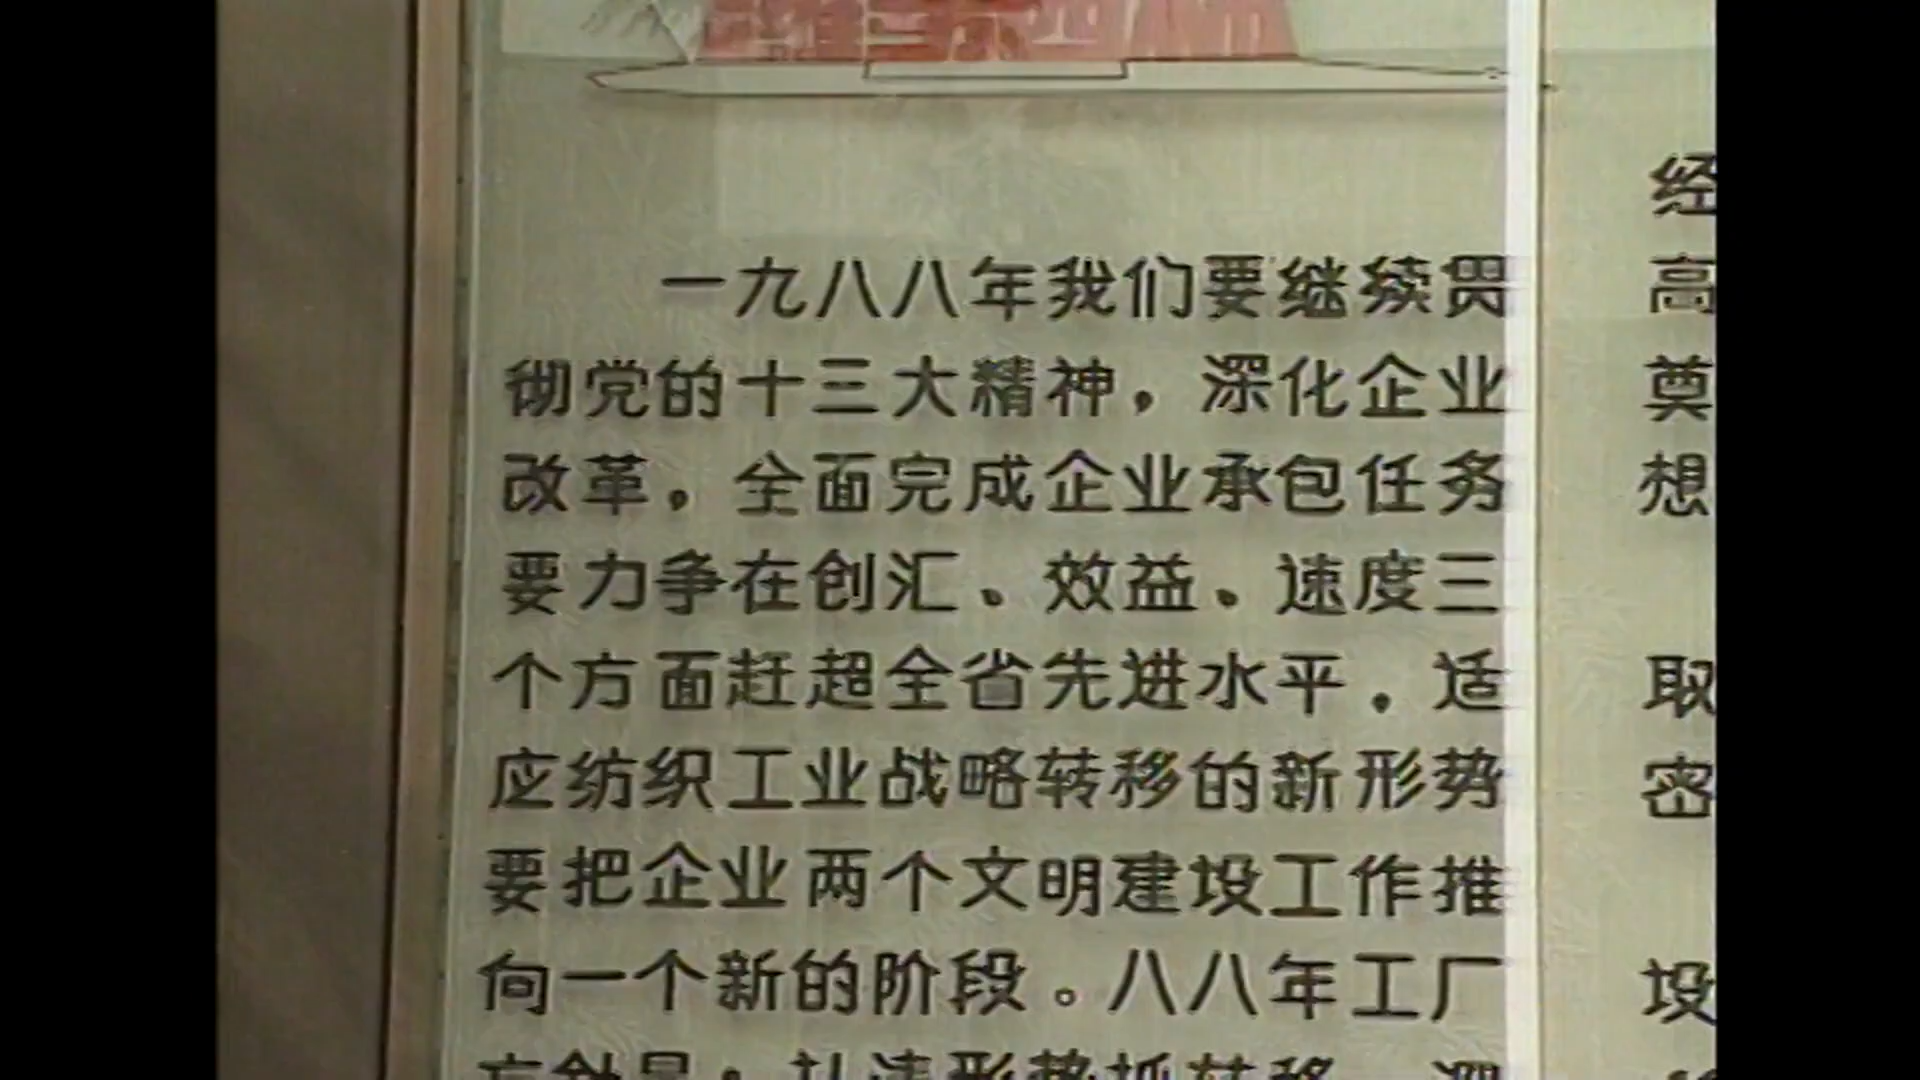 一九八八年我们要继续贯
彻党的十三大精神，深化企业
改革，全面完成企业承包任务
要力争在创汇、效益、速度三
个方面赶超全省先进水平．适
应纺织工业战略转移的新形势
要把企业两个文明建设工作推
向一个新的阶段。八八年工厂
经
高
奠
想
取
密
设